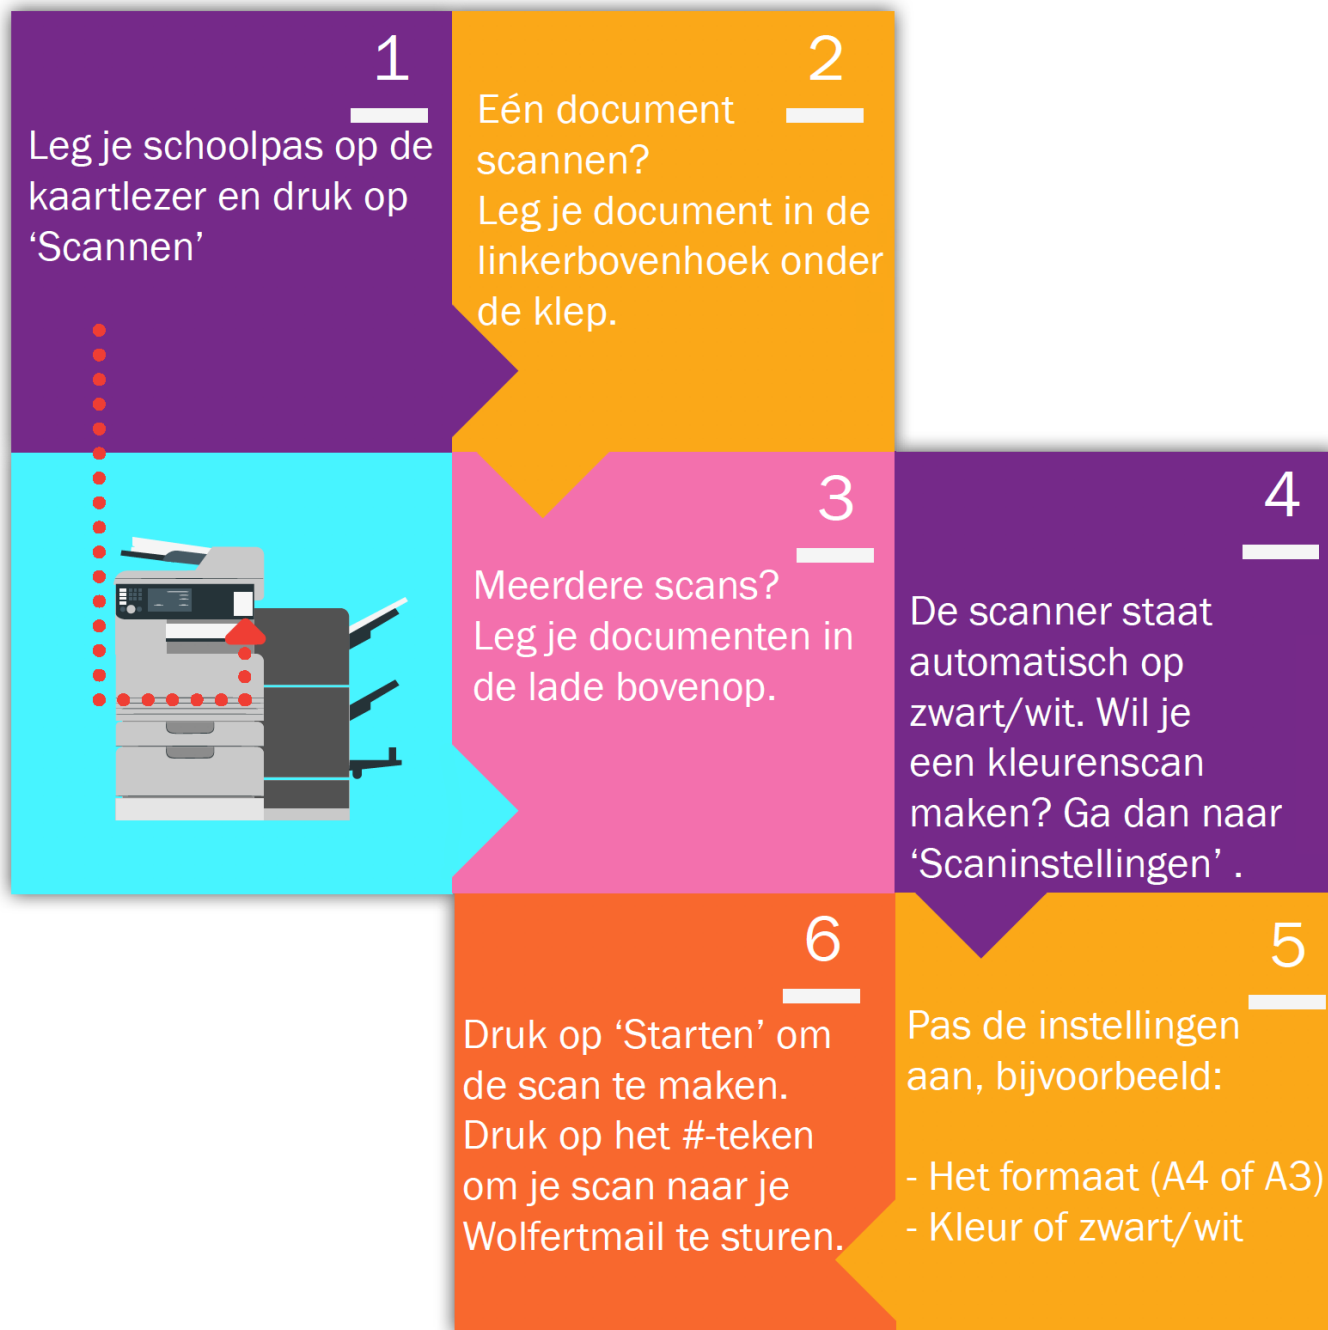 1
Leg je schoolpas op de
kaartlezer en druk op
‘Scannen’
2
Eén document
scannen?
Leg je document in de
linkerbovenhoek onder
de klep.
3
Meerdere scans?
Leg je documenten in
de lade bovenop.
4
De scanner staat
automatisch op
zwart/wit. Wil je
een kleurenscan
maken? Ga dan naar
‘Scaninstellingen’ .
5
Pas de instellingen
aan, bijvoorbeeld:
- Het formaat (A4 of A3)
- Kleur of zwart/wit
6
Druk op ‘Starten’ om
de scan te maken.
Druk op het #-teken
om je scan naar je
Wolfertmail te sturen.